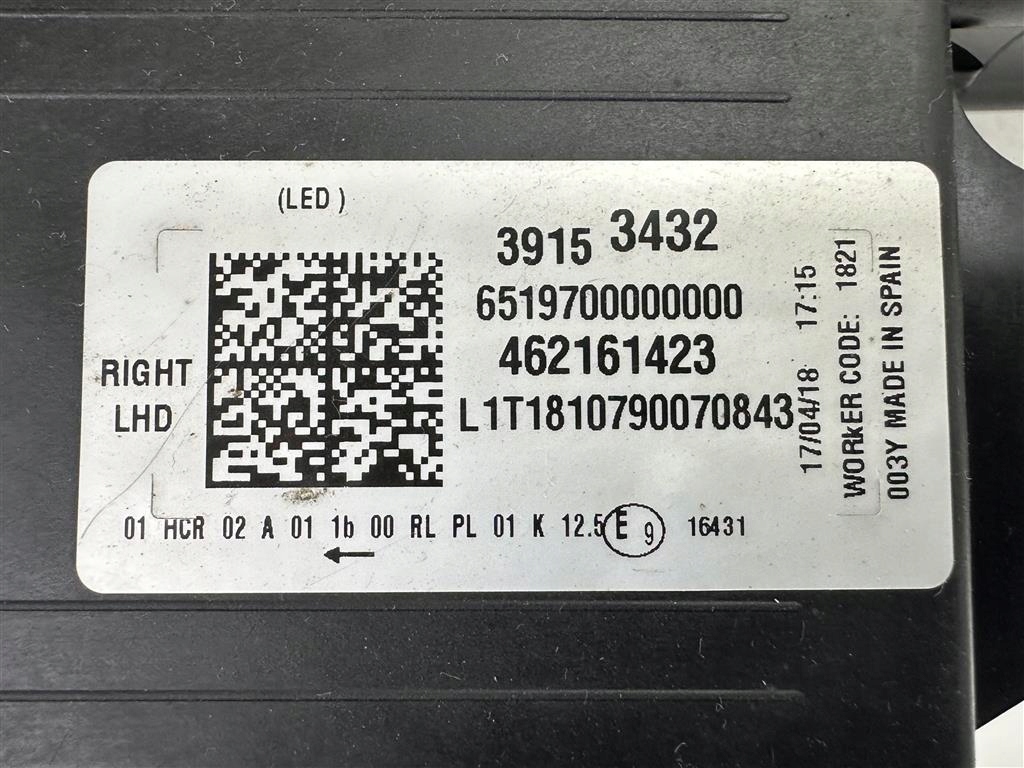 (LED )
3915 3432
6519700000000
462161423
L1T1810790070843
RIGHT
LHD
01 HCR 02 A 01 1b 00 RL PL 01 K 12.5 E 9 16431
17/04/18 17:15
WORKER CODE: 1821
003Y MADE IN SPAIN